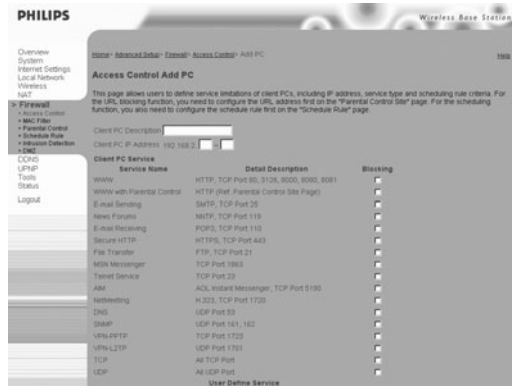 PHILIPS
Wireless Base Station
Overview
System
Internet Settings
Local Network
Wireless
NAT
> Firewall
• Access Control
• MAC Filter
• Parental Control
• Schedule Rule
• Intrusion Detection
• DMZ
DDNS
UPNP
Tools
Status
Logout
Home> Advanced Setup> Firewall> Access Control> Add PC
Help
Access Control Add PC
This page allows users to define service limitations of client PCs, including IP address, service type and scheduling rule criteria. For
the URL blocking function, you need to configure the URL address first on the "Parental Control Site" page. For the scheduling
function, you also need to configure the schedule rule first on the "Schedule Rule" page.
Client PC Description
Client PC IP Address 192.168.2. ~
Client PC Service
Service Name Detail Description Blocking
WWW HTTP, TCP Port 80, 3128, 8000, 8080, 8081
WWW with Parental Control HTTP (Ref. Parental Control Site Page)
E-mail Sending SMTP, TCP Port 25
News Forums NNTP, TCP Port 119
E-mail Receiving POP3, TCP Port 110
Secure HTTP HTTPS, TCP Port 443
File Transfer FTP, TCP Port 21
MSN Messenger TCP Port 1863
Telnet Service TCP Port 23
AIM AOL Instant Messenger, TCP Port 5190
NetMeeting H.323, TCP Port 1720
DNS UDP Port 53
SNMP UDP Port 161, 162
VPN-PPTP TCP Port 1723
VPN-L2TP UDP Port 1701
TCP All TCP Port
UDP All UDP Port
User Define Service